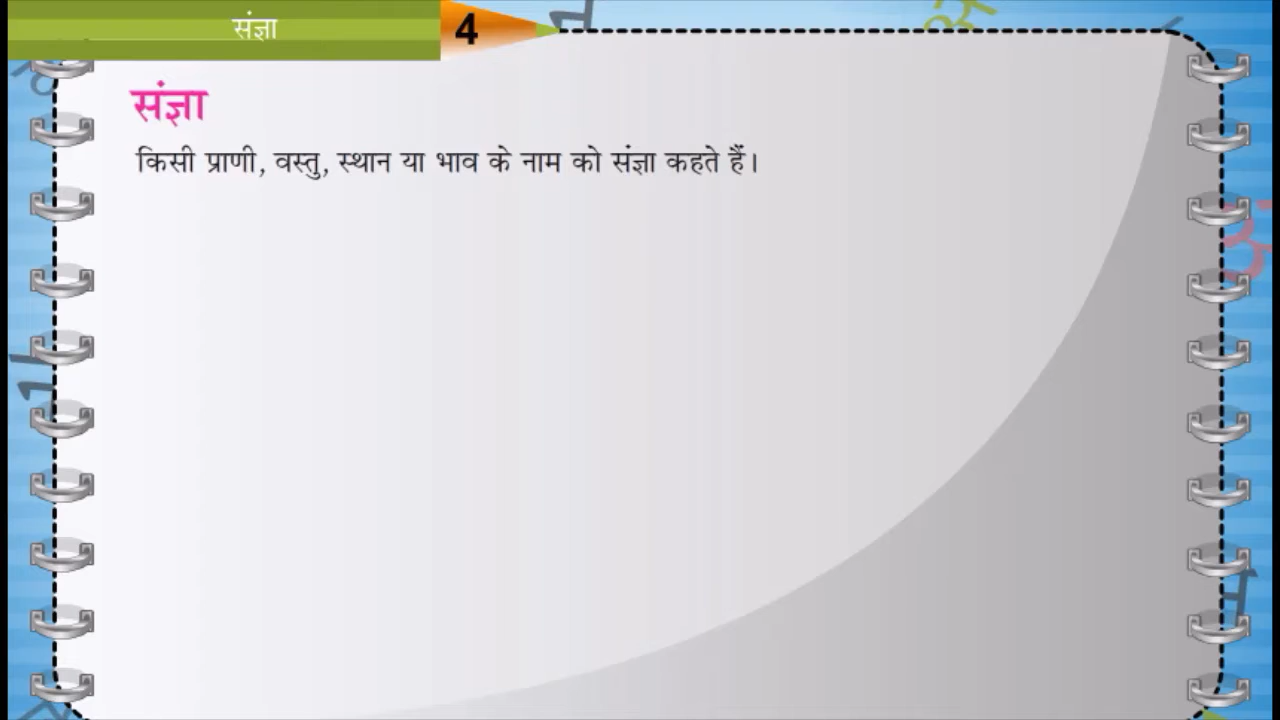 संज्ञा
4
संज्ञा
किसी प्राणी, वस्तु, स्थान या भाव के नाम को संज्ञा कहते हैं।